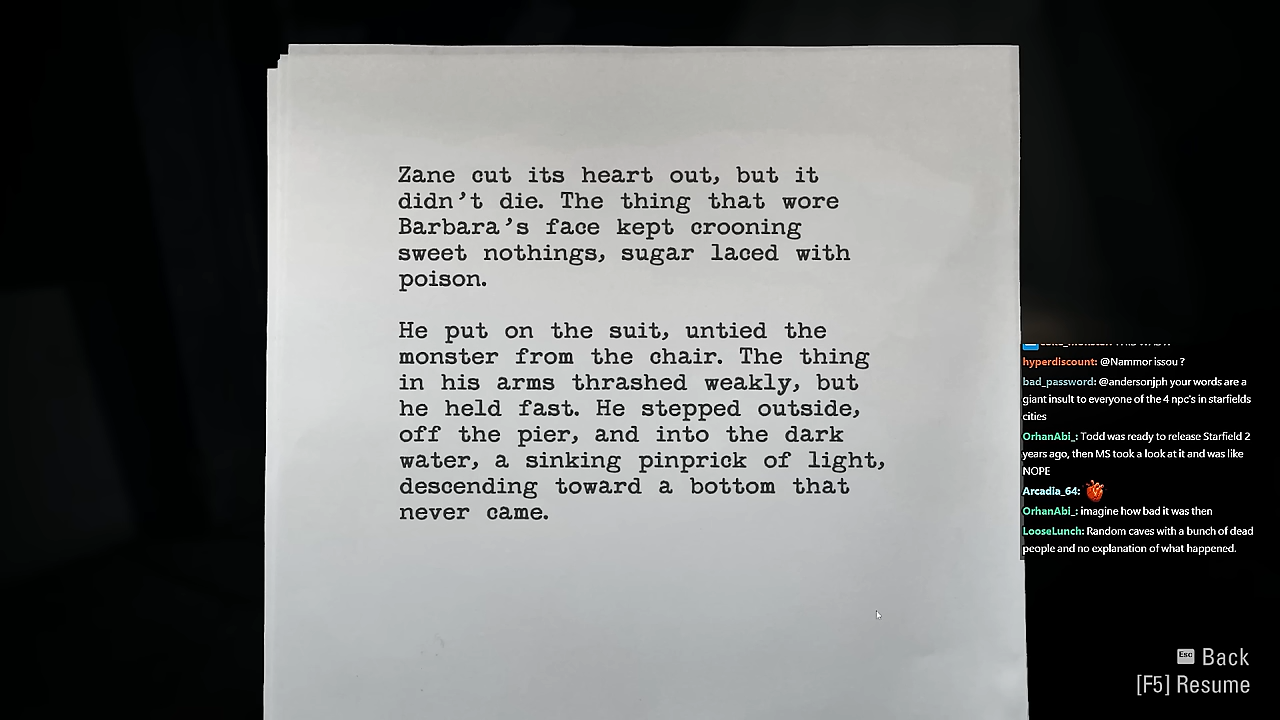 Zane cut its heart out, but it
didn't die. The thing that wore
Barbara's face kept crooning
sweet nothings, sugar laced with
poison.
He put on the suit, untied the
monster from the chair. The thing
in his arms thrashed weakly, but
he held fast. He stepped outside,
off the pier, and into the dark
water, a sinking pinprick of light,
descending toward a bottom that
never came.
hyperdiscount: @Nammor issou ?
bad_password: @andersonjph your words are a
giant insult to everyone of the 4 npc's in starfields
cities
OrhanAbi_: Todd was ready to release Starfield 2
years ago, then MS took a look at it and was like
NOPE
Arcadia_64:
OrhanAbi_: imagine how bad it was then
LooseLunch: Random caves with a bunch of dead
people and no explanation of what happened.
Esc Back
[F5] Resume